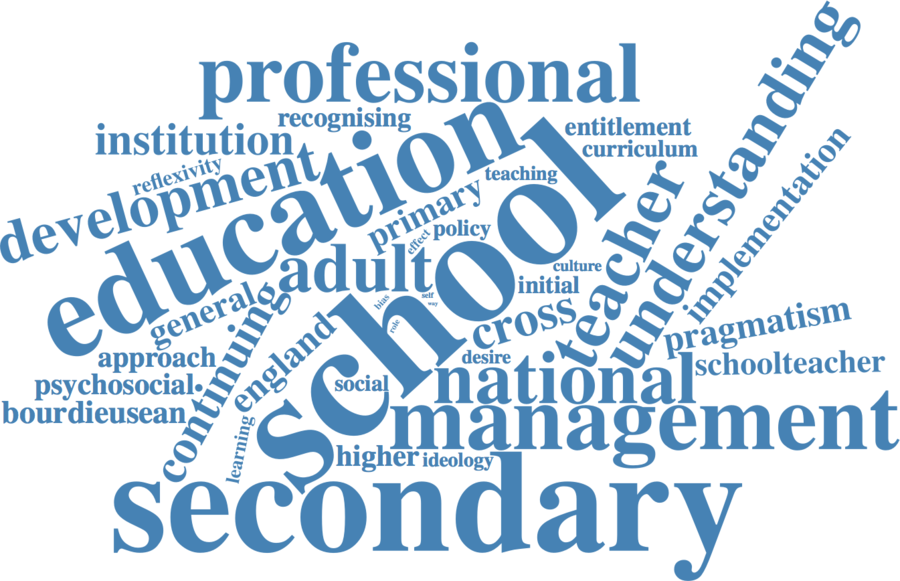 professional
recognising
entitlement
institution
curriculum
understanding
reflexivity
teaching
development
education
primary
policy
effect
school
teacher
implementation
adult
culture
general
initial
bias
self
way
role
cross
continuing
england
pragmatism
approach
desire
schoolteacher
psychosocial
social
national
bourdieusean
management
learning
higher
ideology
secondary